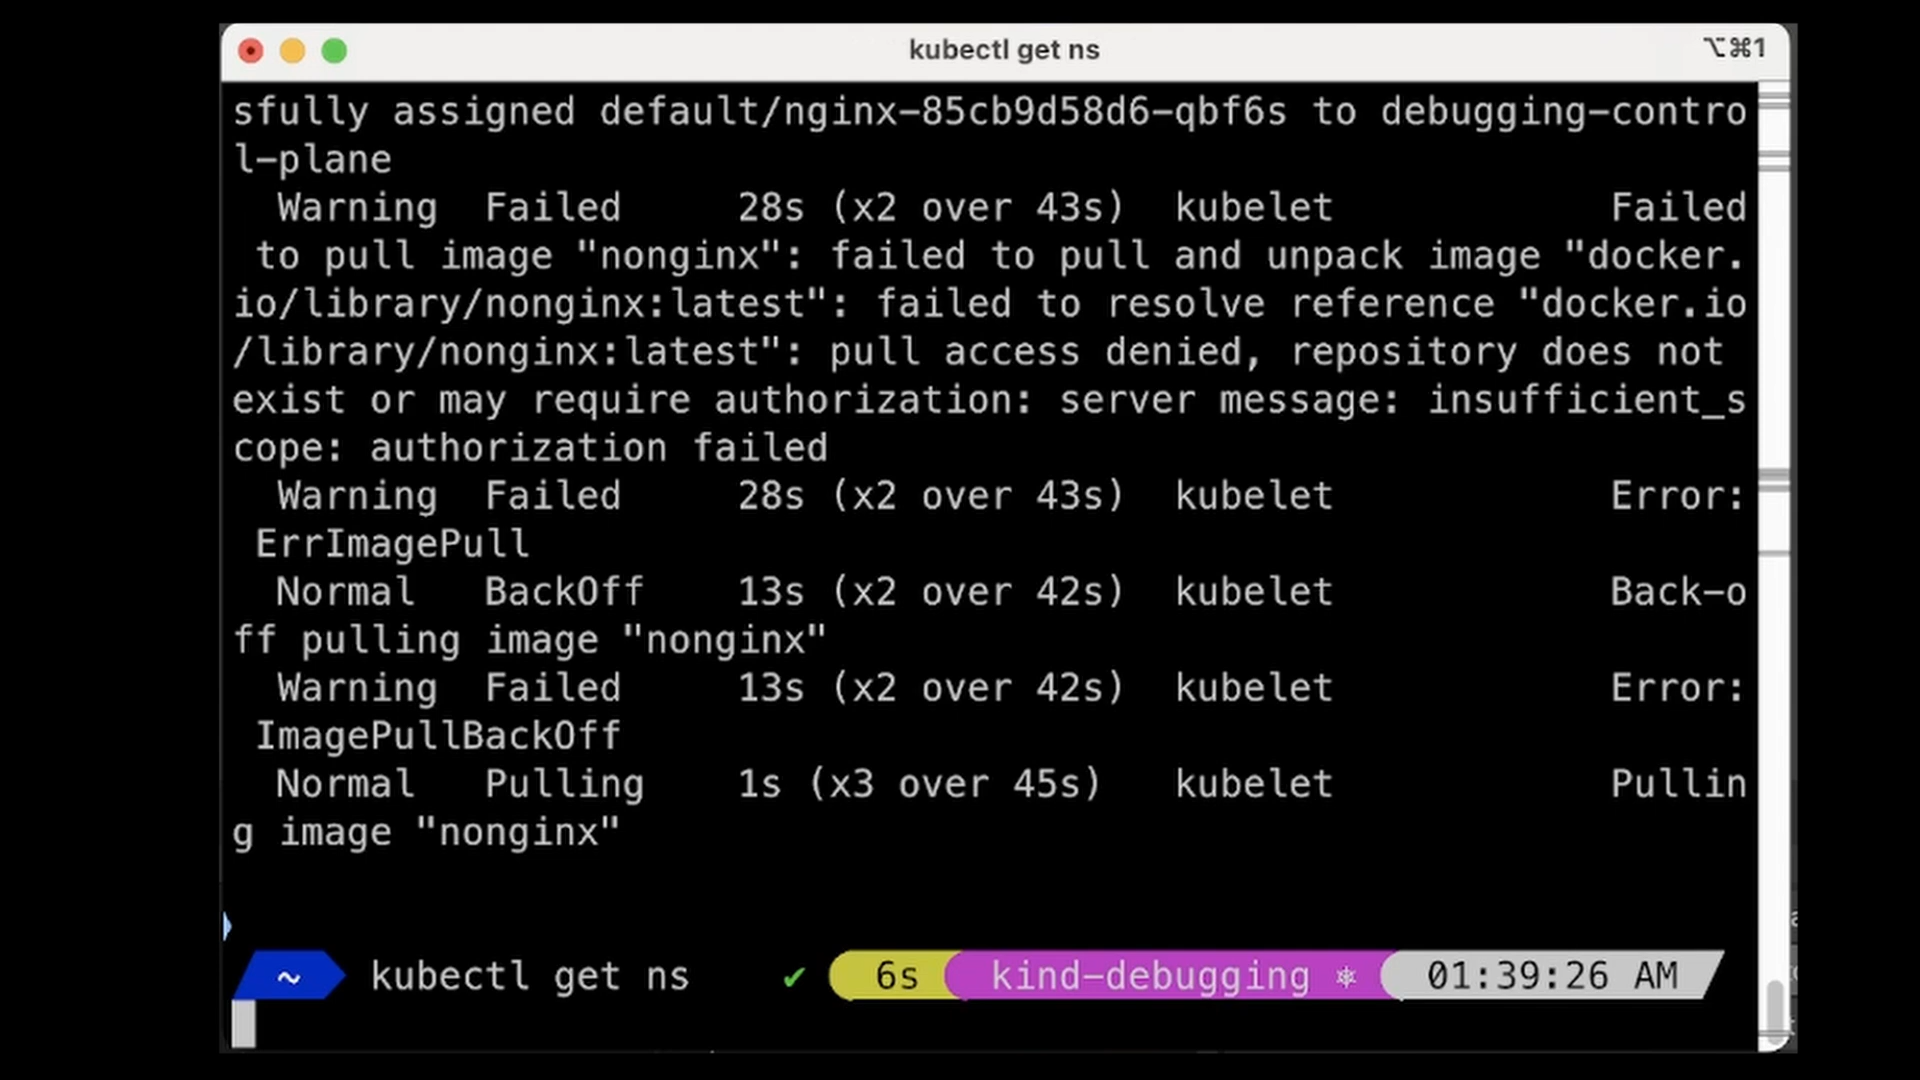 kubectl get ns
⌥⌘1
sfully assigned default/nginx-85cb9d58d6-qbf6s to debugging-contro
l-plane
  Warning  Failed     28s (x2 over 43s)  kubelet            Failed
 to pull image "nonginx": failed to pull and unpack image "docker.
io/library/nonginx:latest": failed to resolve reference "docker.io
/library/nonginx:latest": pull access denied, repository does not
exist or may require authorization: server message: insufficient_s
cope: authorization failed
  Warning  Failed     28s (x2 over 43s)  kubelet            Error:
 ErrImagePull
  Normal   BackOff    13s (x2 over 42s)  kubelet            Back-o
ff pulling image "nonginx"
  Warning  Failed     13s (x2 over 42s)  kubelet            Error:
 ImagePullBackOff
  Normal   Pulling    1s (x3 over 45s)   kubelet            Pullin
g image "nonginx"
~ kubectl get ns ✔ 6s kind-debugging ⎈ 01:39:26 AM